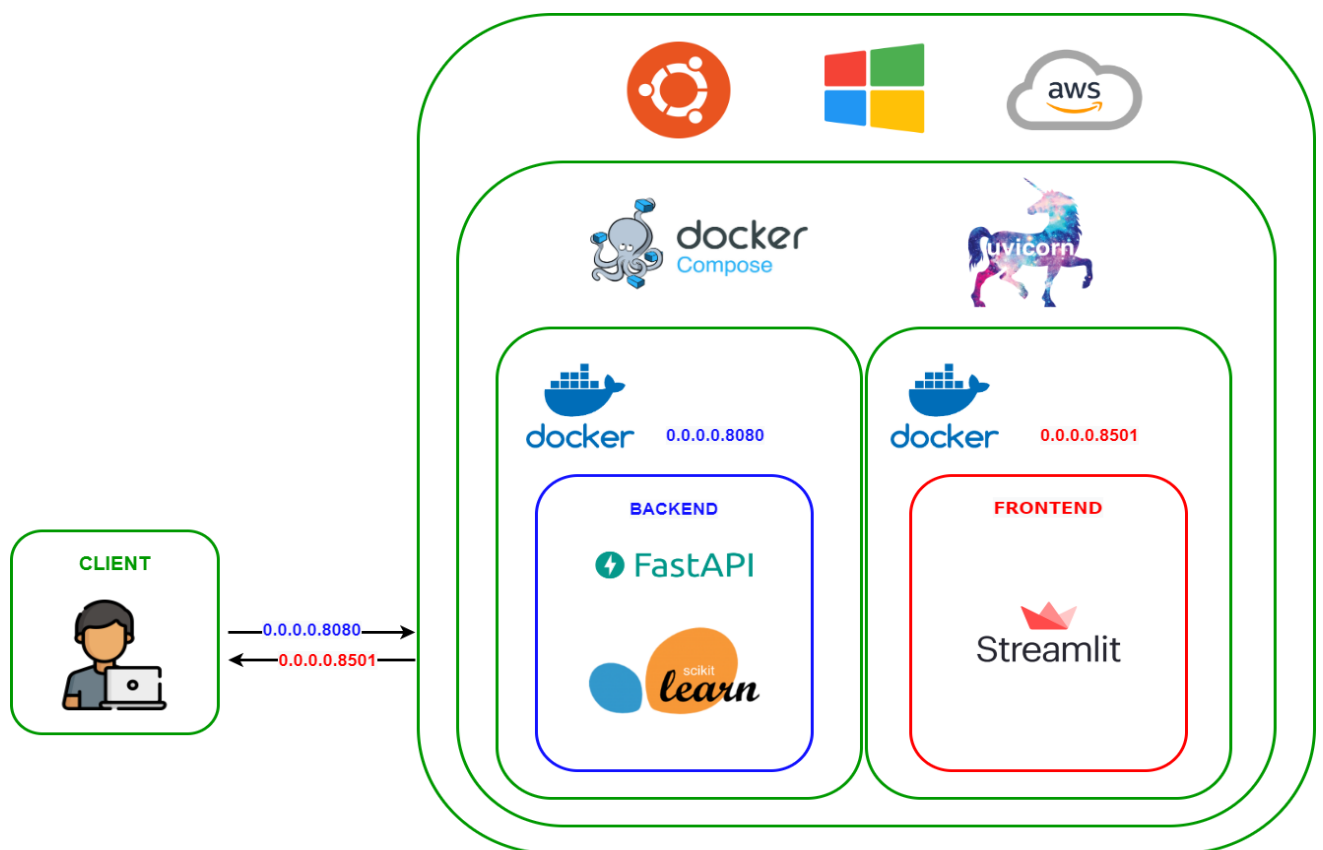 aws
docker
Compose
uvicorn
docker
0.0.0.0.8080
docker
0.0.0.0.8501
BACKEND
FastAPI
scikit
learn
FRONTEND
Streamlit
CLIENT
0.0.0.0.8080
0.0.0.0.8501